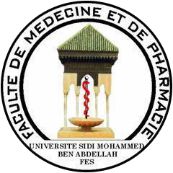 FACULTE DE MEDECINE ET DE PHARMACIE
UNIVERSITE SIDI MOHAMMED
BEN ABDELLAH
FES